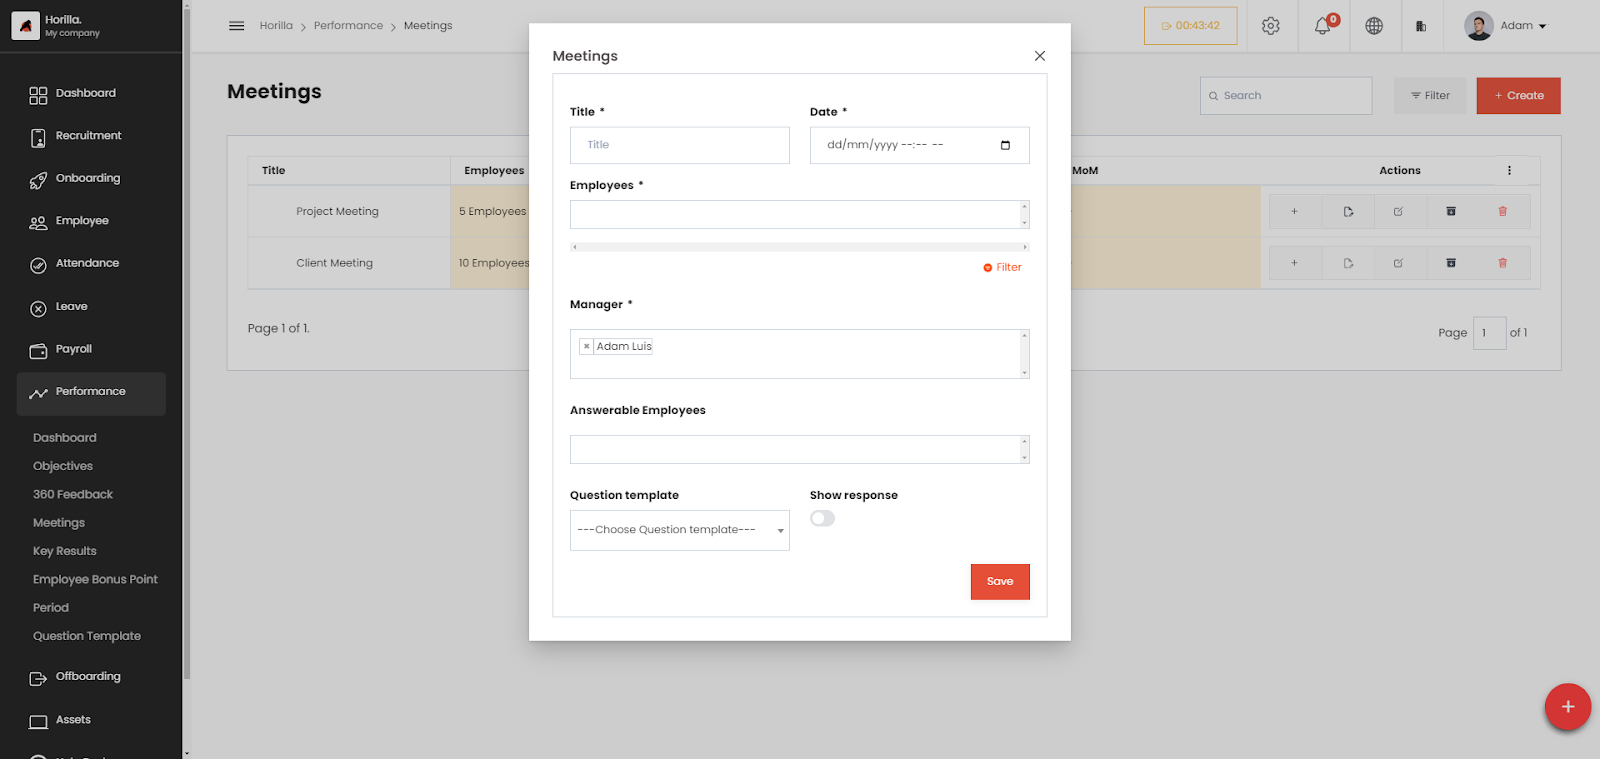 Horilla.
My company
Dashboard
Recruitment
Onboarding
Employee
Attendance
Leave
Payroll
Performance
Dashboard
Objectives
360 Feedback
Meetings
Key Results
Employee Bonus Point
Period
Question Template
Offboarding
Assets
Horilla > Performance > Meetings
00:43:42
0
Adam
Meetings
Search
Filter
+ Create
Title
Employees
MoM
Actions
Project Meeting
5 Employees
Client Meeting
10 Employees
Page 1 of 1.
Page 1 of 1
Meetings
Title *
Date *
Title
dd/mm/yyyy --:-- --
Employees *
Filter
Manager *
× Adam Luis
Answerable Employees
Question template
Show response
---Choose Question template---
Save